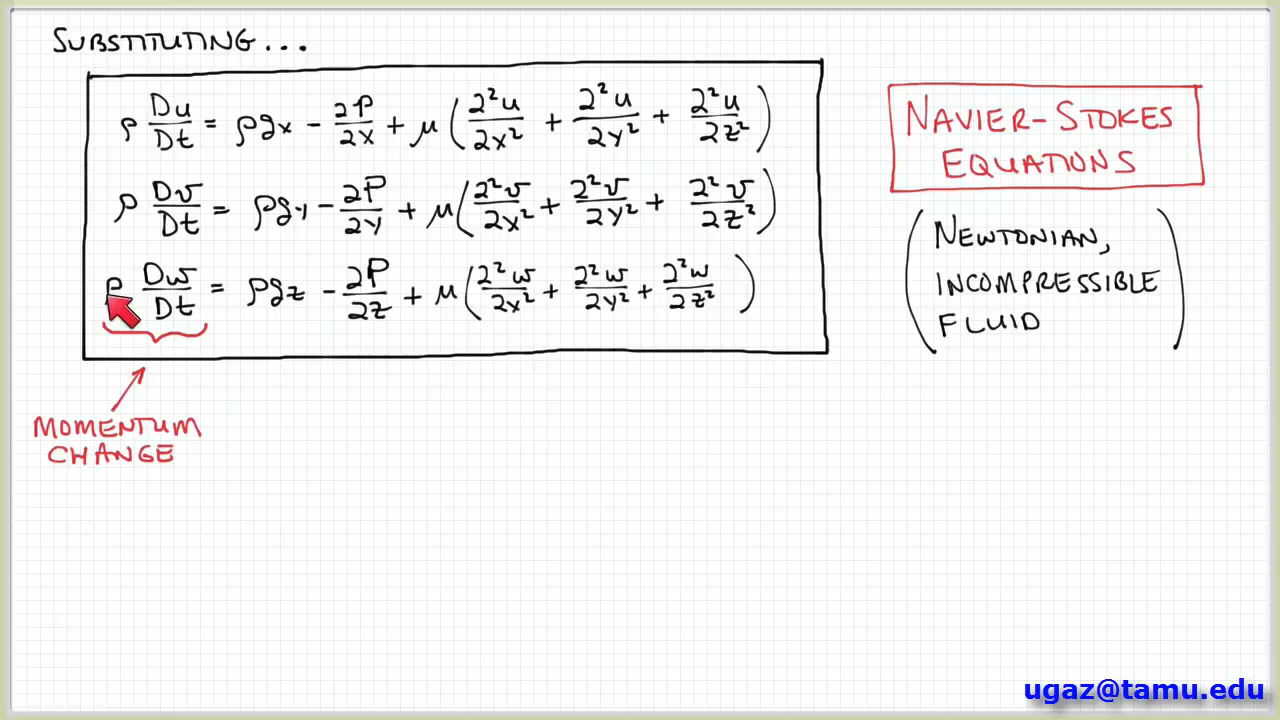 SUBSTITUTING...
ρ Du/Dt = ρgx - ∂P/∂x + μ(∂²u/∂x² + ∂²u/∂y² + ∂²u/∂z²)
ρ Dv/Dt = ρgy - ∂P/∂y + μ(∂²v/∂x² + ∂²v/∂y² + ∂²v/∂z²)
ρ Dw/Dt = ρgz - ∂P/∂z + μ(∂²w/∂x² + ∂²w/∂y² + ∂²w/∂z²)
MOMENTUM
CHANGE
NAVIER-STOKES
EQUATIONS
(NEWTONIAN,
INCOMPRESSIBLE
FLUID)
ugaz@tamu.edu